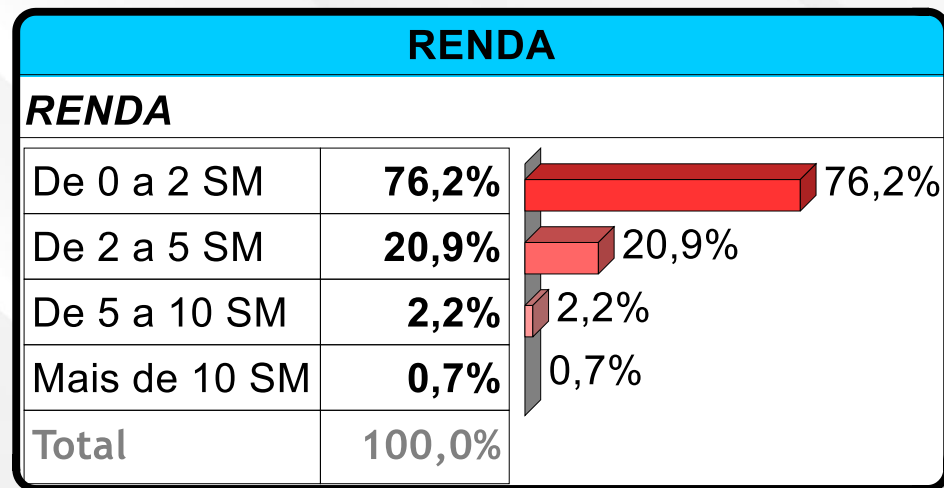 RENDA
RENDA
De 0 a 2 SM 76,2% 76,2%
De 2 a 5 SM 20,9% 20,9%
De 5 a 10 SM 2,2% 2,2%
Mais de 10 SM 0,7% 0,7%
Total 100,0%